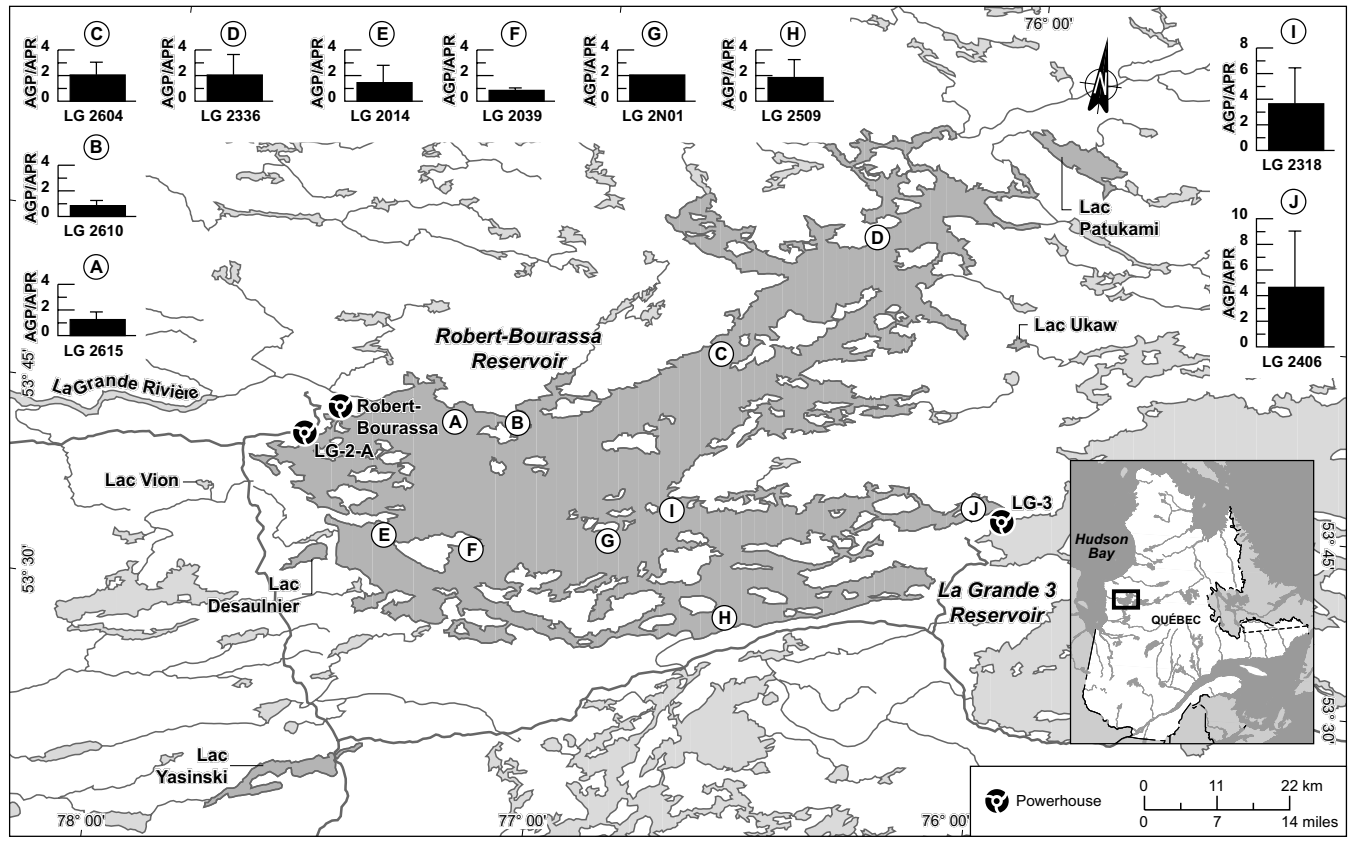 C
D
E
F
G
H
I
76° 00'
AGP/APR
4
2
0
LG 2604
AGP/APR
4
2
0
LG 2336
AGP/APR
4
2
0
LG 2014
AGP/APR
4
2
0
LG 2039
AGP/APR
4
2
0
LG 2N01
AGP/APR
4
2
0
LG 2509
AGP/APR
8
6
4
2
0
LG 2318
N
B
AGP/APR
4
2
0
LG 2610
A
AGP/APR
4
2
0
LG 2615
J
AGP/APR
10
8
6
4
2
0
LG 2406
Lac
Patukami
D
Lac Ukaw
Robert-Bourassa
Reservoir
C
53° 45'
LaGrande Rivière
Robert-
Bourassa
A
B
LG-2-A
Lac Vion
I
J
LG-3
E
F
G
53° 30'
Lac
Desaulnier
H
La Grande 3
Reservoir
Hudson
Bay
QUÉBEC
53° 45'
53° 30'
Lac
Yasinski
78° 00'
77° 00'
76° 00'
Powerhouse
0 11 22 km
0 7 14 miles